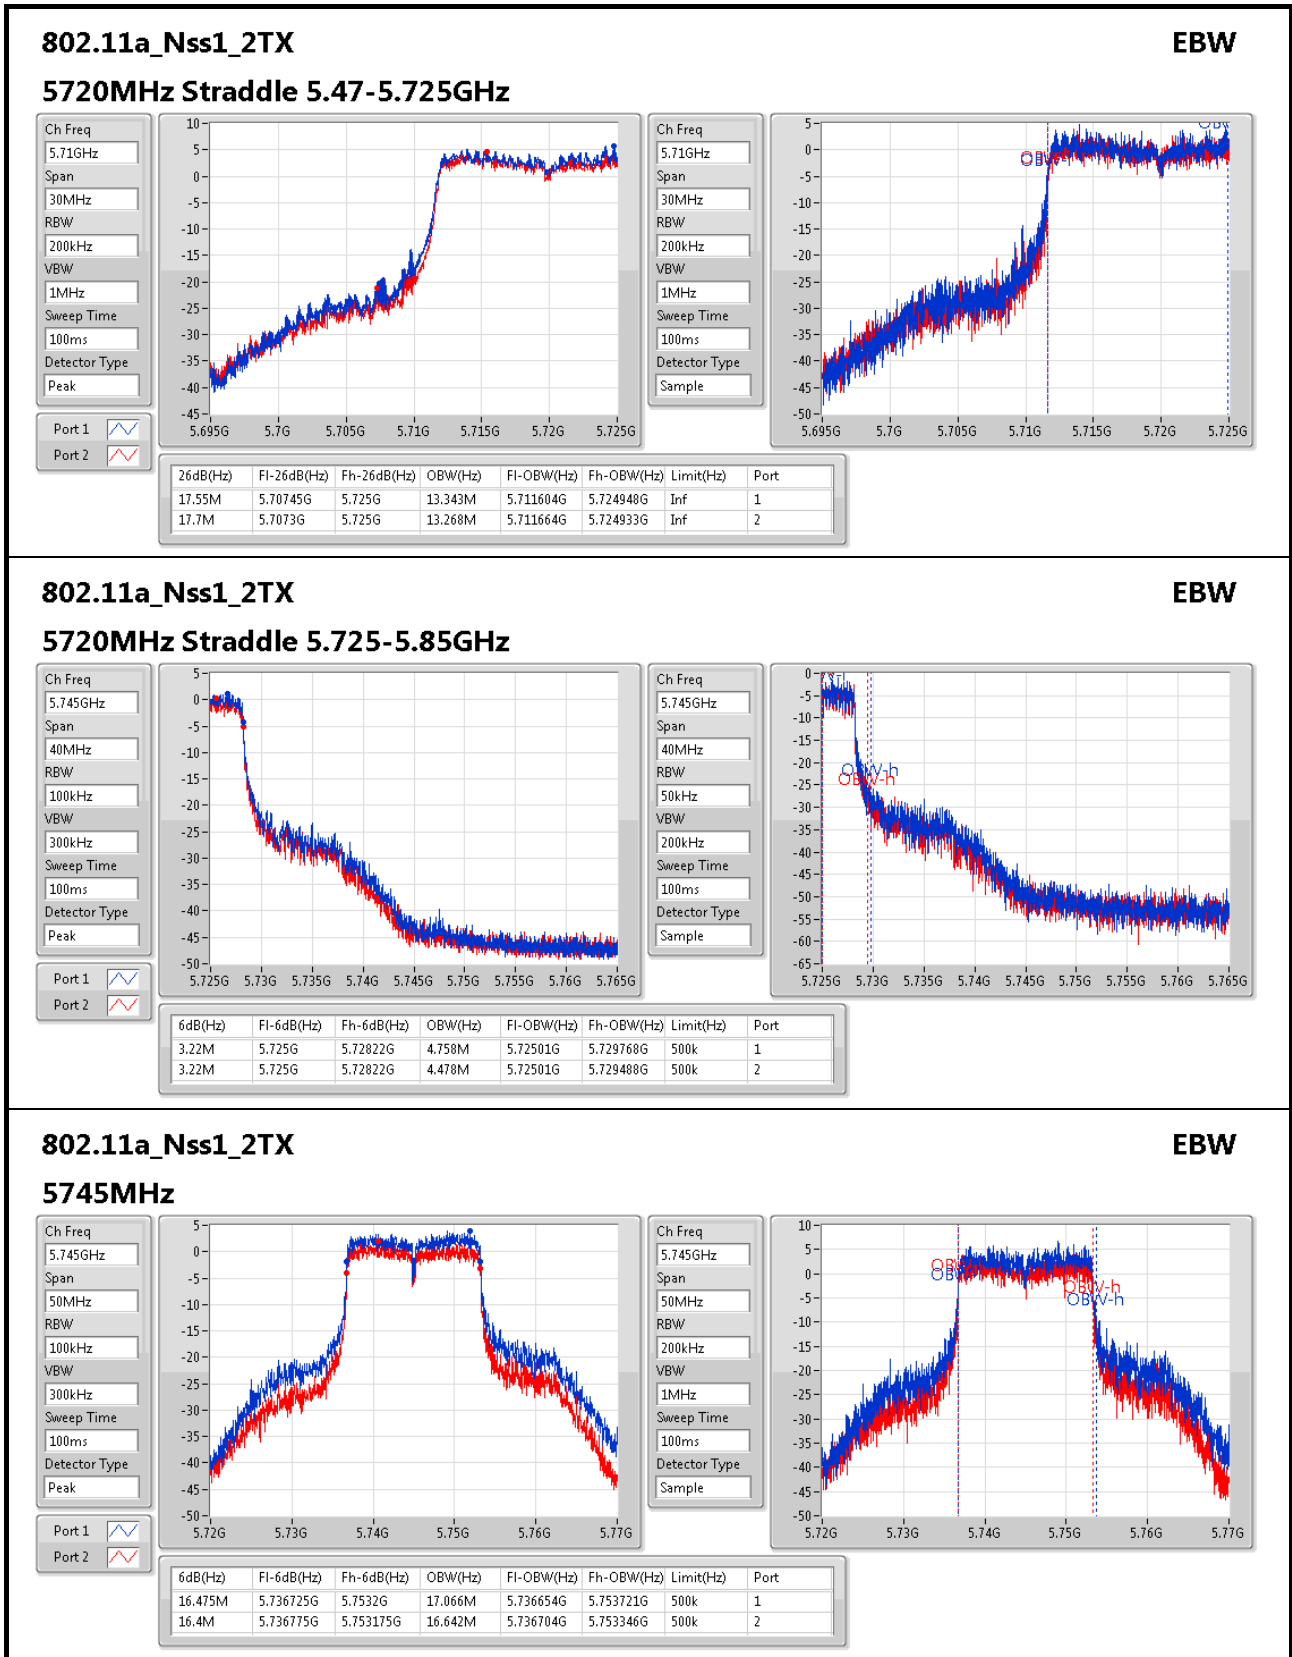 802.11a_Nss1_2TX
EBW
5720MHz Straddle 5.47-5.725GHz
Ch Freq
5.71GHz
Span
30MHz
RBW
200kHz
VBW
1MHz
Sweep Time
100ms
Detector Type
Peak
Port 1
Port 2
10
5
0
-5
-10
-15
-20
-25
-30
-35
-40
-45
5.695G 5.7G 5.705G 5.71G 5.715G 5.72G 5.725G
Ch Freq
5.71GHz
Span
30MHz
RBW
200kHz
VBW
1MHz
Sweep Time
100ms
Detector Type
Sample
5
0
-5
-10
-15
-20
-25
-30
-35
-40
-45
-50
5.695G 5.7G 5.705G 5.71G 5.715G 5.72G 5.725G
26dB(Hz) Fl-26dB(Hz) Fh-26dB(Hz) OBW(Hz) Fl-OBW(Hz) Fh-OBW(Hz) Limit(Hz) Port
17.55M 5.70745G 5.725G 13.343M 5.711604G 5.724948G Inf 1
17.7M 5.7073G 5.725G 13.268M 5.711664G 5.724933G Inf 2
802.11a_Nss1_2TX
EBW
5720MHz Straddle 5.725-5.85GHz
Ch Freq
5.745GHz
Span
40MHz
RBW
100kHz
VBW
300kHz
Sweep Time
100ms
Detector Type
Peak
Port 1
Port 2
5
0
-5
-10
-15
-20
-25
-30
-35
-40
-45
-50
5.725G 5.73G 5.735G 5.74G 5.745G 5.75G 5.755G 5.76G 5.765G
Ch Freq
5.745GHz
Span
40MHz
RBW
50kHz
VBW
200kHz
Sweep Time
100ms
Detector Type
Sample
0
-5
-10
-15
-20
-25
-30
-35
-40
-45
-50
-55
-60
-65
OBW-h
OBW-h
5.725G 5.73G 5.735G 5.74G 5.745G 5.75G 5.755G 5.76G 5.765G
6dB(Hz) Fl-6dB(Hz) Fh-6dB(Hz) OBW(Hz) Fl-OBW(Hz) Fh-OBW(Hz) Limit(Hz) Port
3.22M 5.725G 5.72822G 4.758M 5.72501G 5.729768G 500k 1
3.22M 5.725G 5.72822G 4.478M 5.72501G 5.729488G 500k 2
802.11a_Nss1_2TX
EBW
5745MHz
Ch Freq
5.745GHz
Span
50MHz
RBW
100kHz
VBW
300kHz
Sweep Time
100ms
Detector Type
Peak
Port 1
Port 2
5
0
-5
-10
-15
-20
-25
-30
-35
-40
-45
-50
5.72G 5.73G 5.74G 5.75G 5.76G 5.77G
Ch Freq
5.745GHz
Span
50MHz
RBW
200kHz
VBW
1MHz
Sweep Time
100ms
Detector Type
Sample
10
5
0
-5
-10
-15
-20
-25
-30
-35
-40
-45
-50
OBW-h
OBW-h
5.72G 5.73G 5.74G 5.75G 5.76G 5.77G
6dB(Hz) Fl-6dB(Hz) Fh-6dB(Hz) OBW(Hz) Fl-OBW(Hz) Fh-OBW(Hz) Limit(Hz) Port
16.475M 5.736725G 5.7532G 17.066M 5.736654G 5.753721G 500k 1
16.4M 5.736775G 5.753175G 16.642M 5.736704G 5.753346G 500k 2